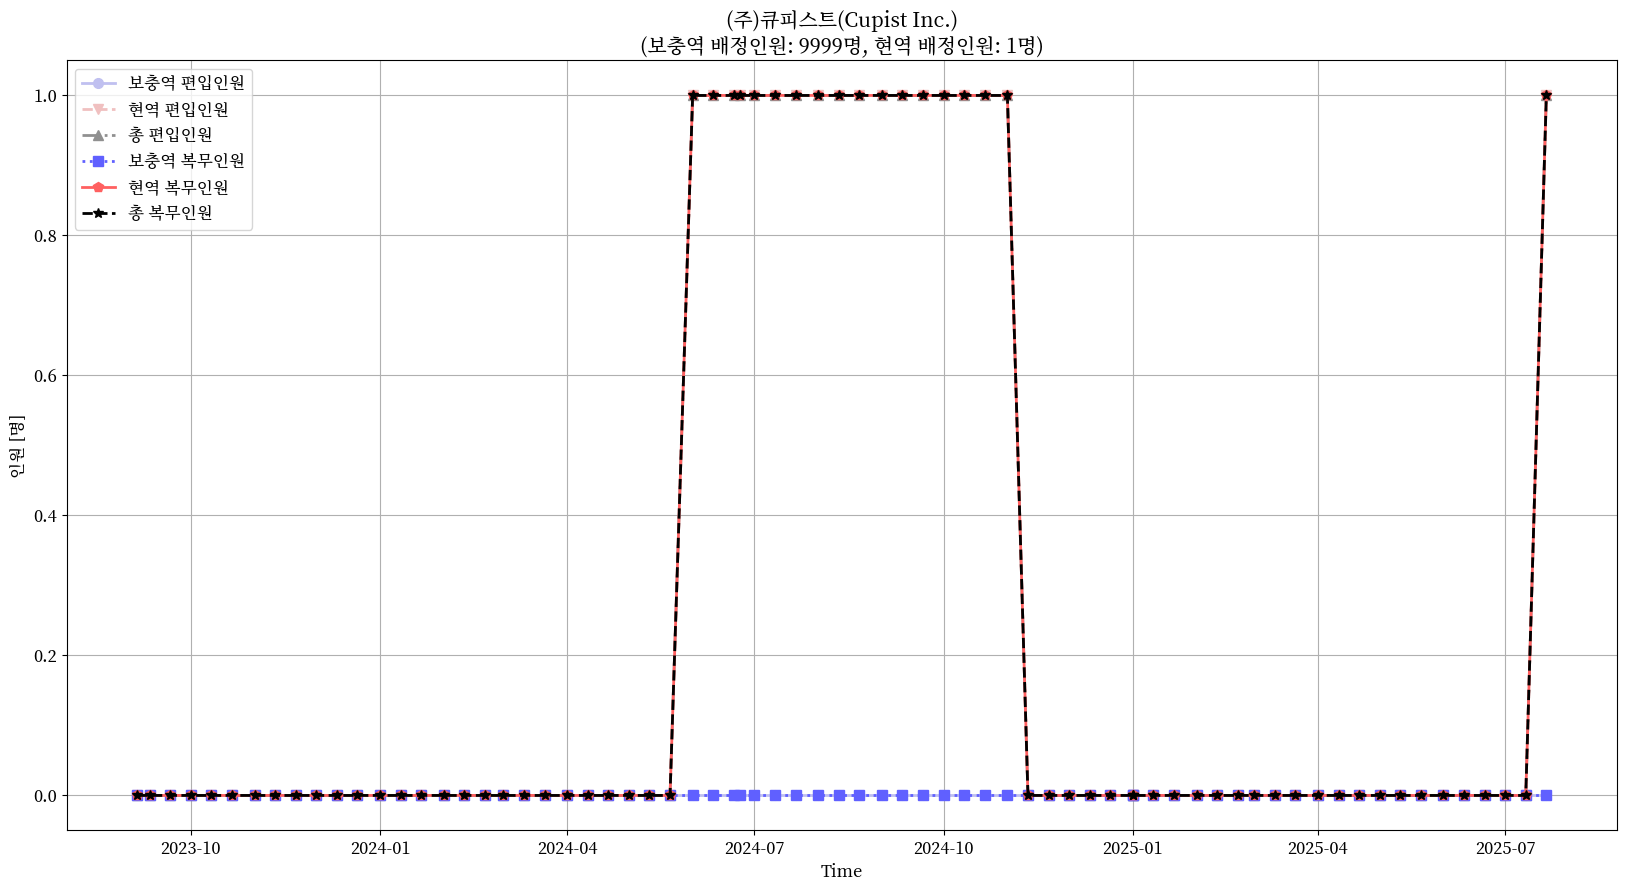 (주)큐피스트(Cupist Inc.)
(보충역 배정인원: 9999명, 현역 배정인원: 1명)
보충역 편입인원
현역 편입인원
총 편입인원
보충역 복무인원
현역 복무인원
총 복무인원
인원 [명]
1.0
0.8
0.6
0.4
0.2
0.0
2023-10
2024-01
2024-04
2024-07
2024-10
2025-01
2025-04
2025-07
Time